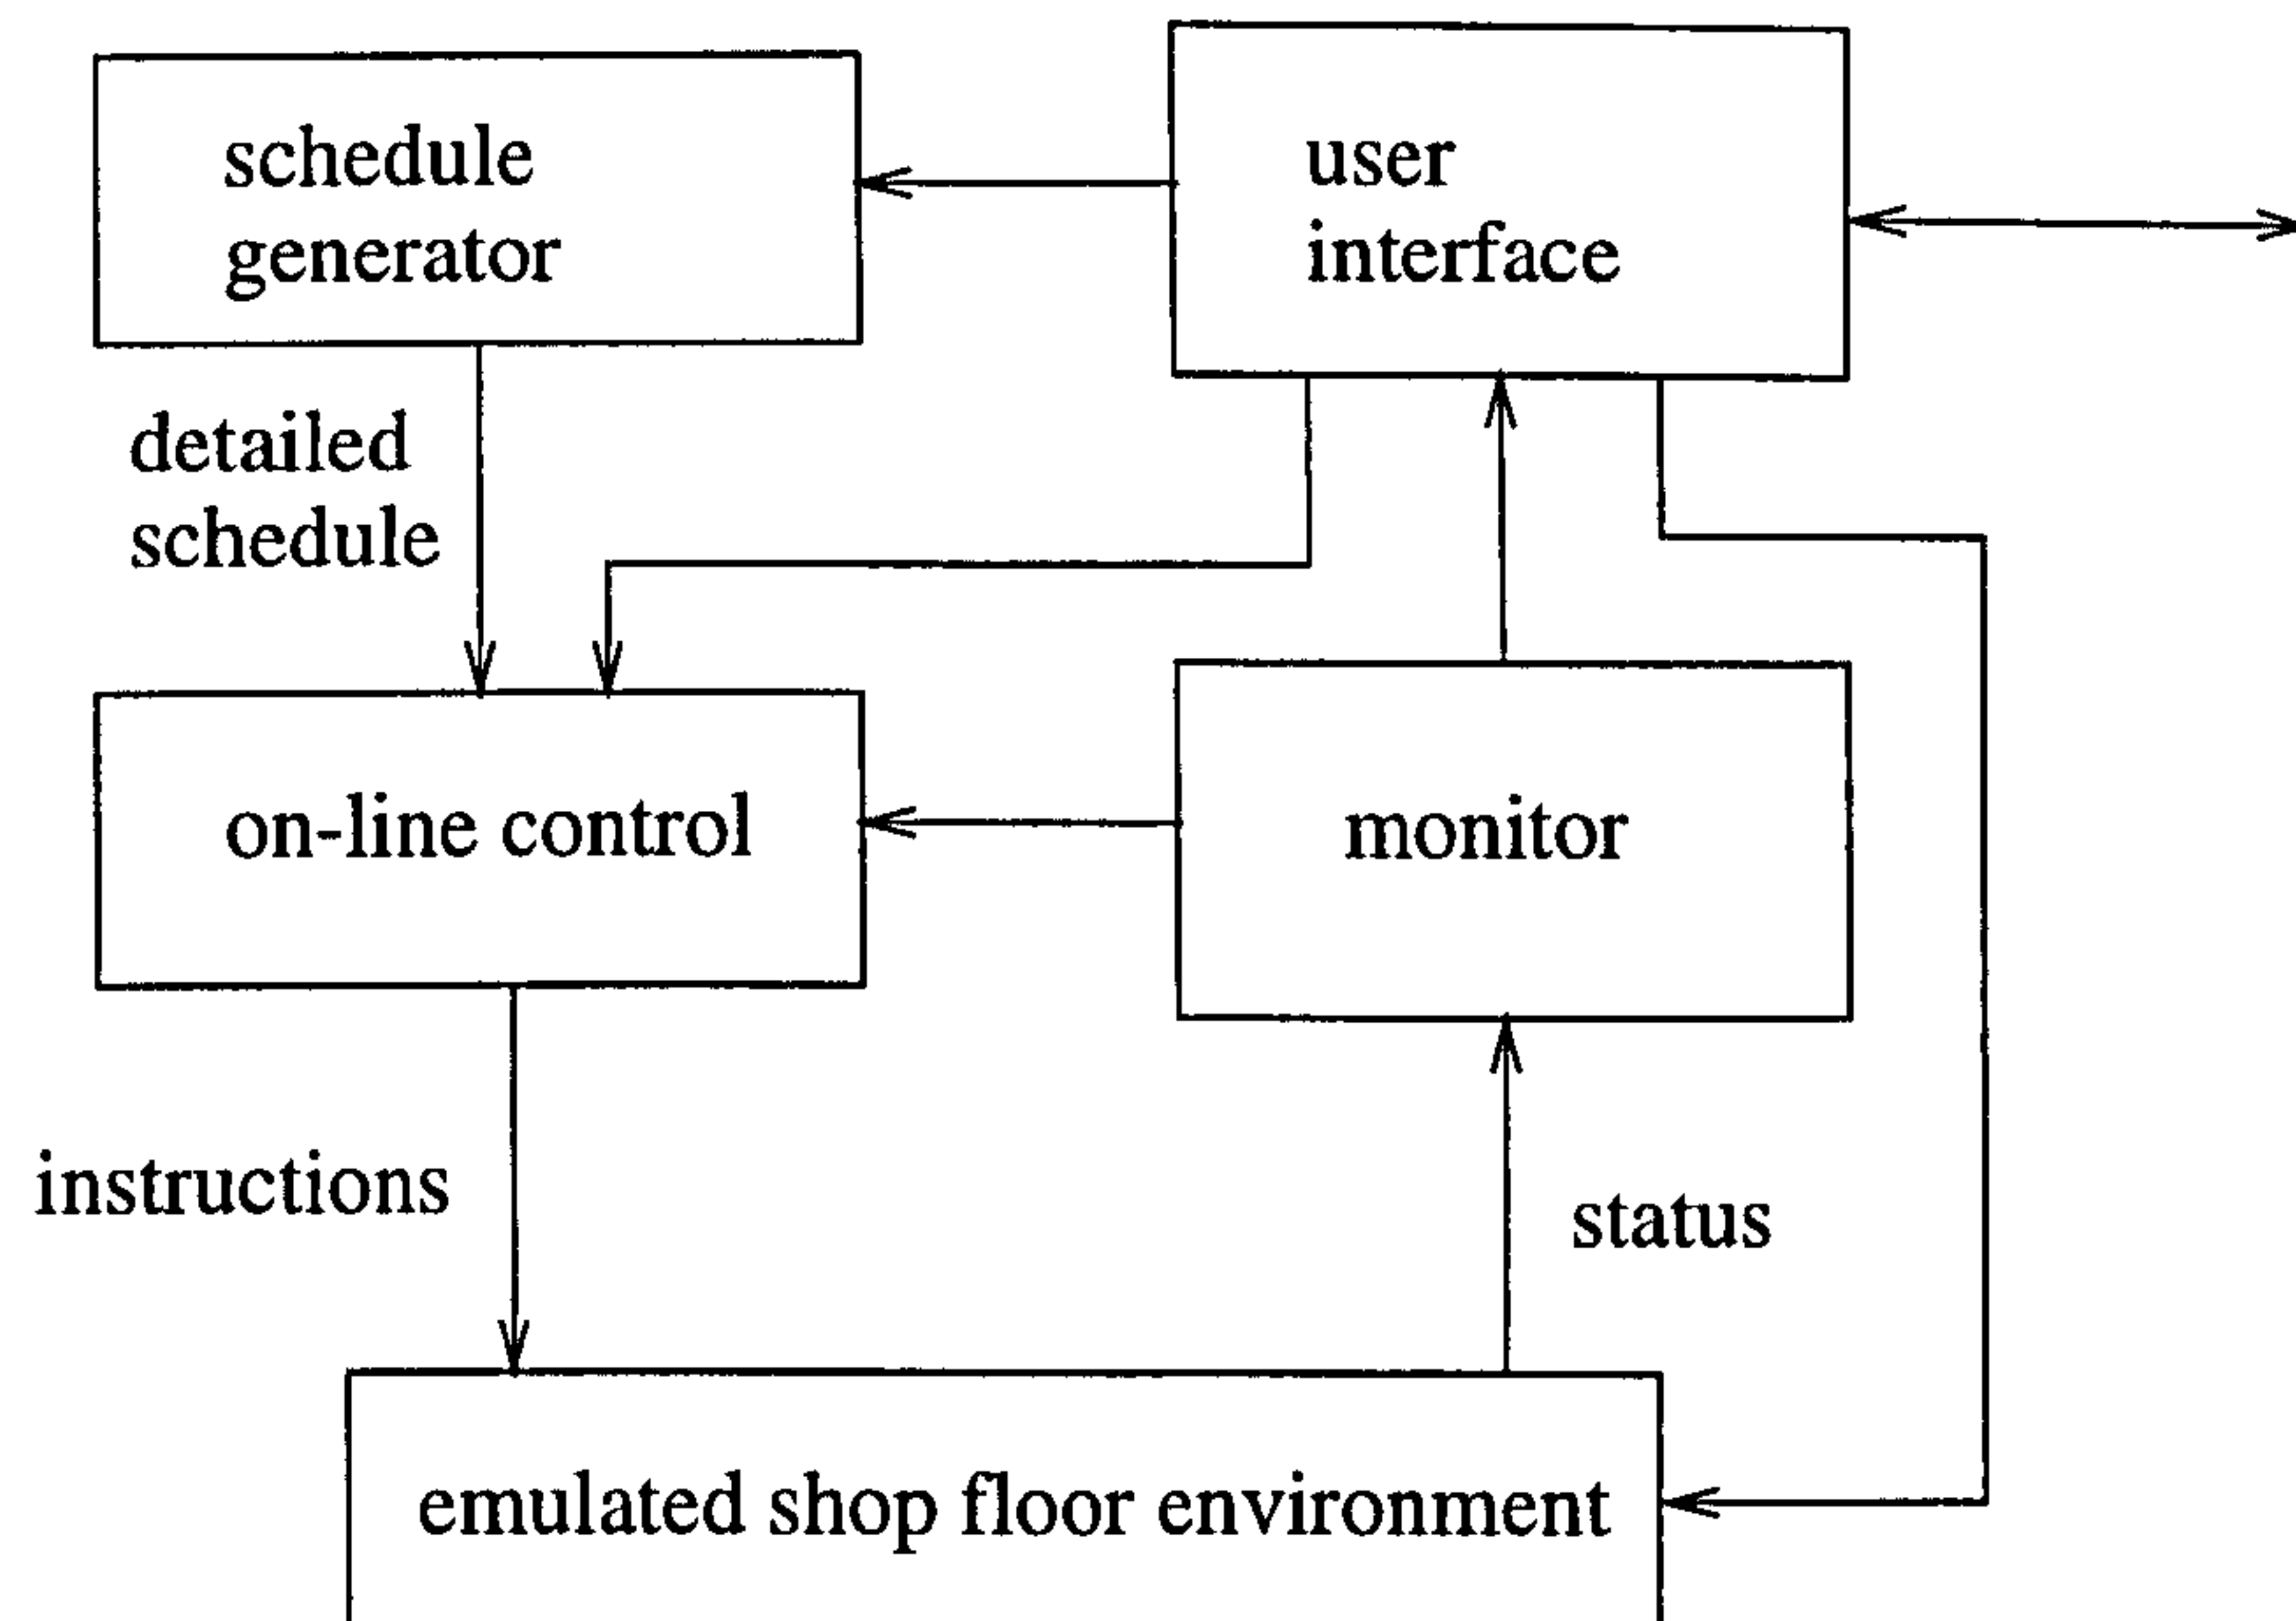 schedule
generator
user
interface
detailed
schedule
on-line control
monitor
instructions
status
emulated shop floor environment